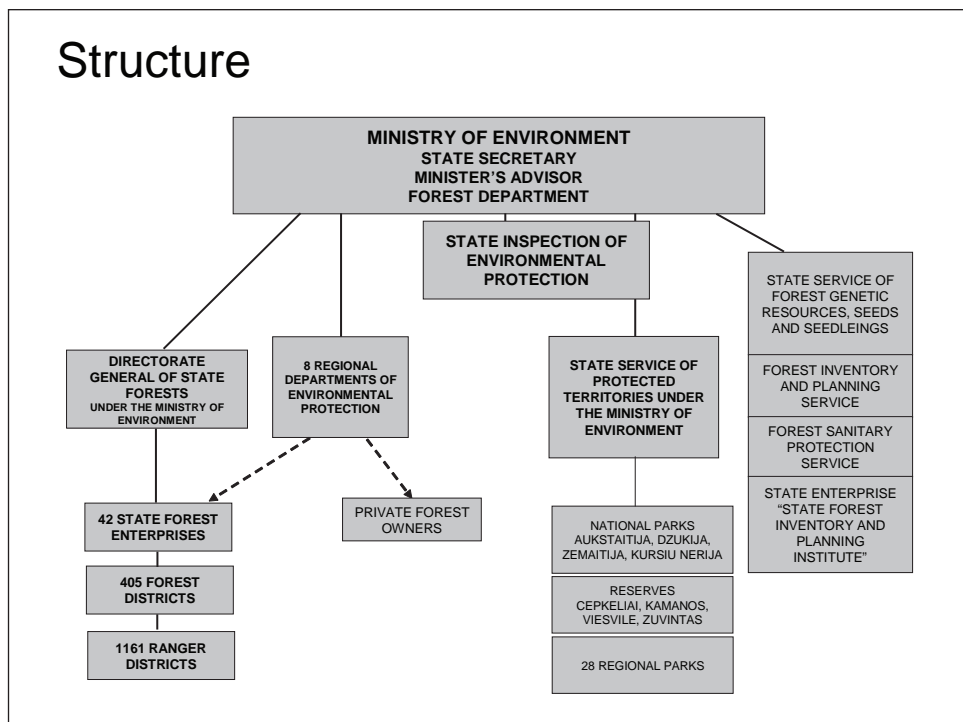 Structure
MINISTRY OF ENVIRONMENT
STATE SECRETARY
MINISTER’S ADVISOR
FOREST DEPARTMENT
STATE INSPECTION OF
ENVIRONMENTAL
PROTECTION
DIRECTORATE
GENERAL OF STATE
FORESTS
UNDER THE MINISTRY OF
ENVIRONMENT
8 REGIONAL
DEPARTMENTS OF
ENVIRONMENTAL
PROTECTION
STATE SERVICE OF
PROTECTED
TERRITORIES UNDER
THE MINISTRY OF
ENVIRONMENT
STATE SERVICE OF
FOREST GENETIC
RESOURCES, SEEDS
AND SEEDLEINGS
FOREST INVENTORY
AND PLANNING
SERVICE
FOREST SANITARY
PROTECTION
SERVICE
STATE ENTERPRISE
“STATE FOREST
INVENTORY AND
PLANNING
INSTITUTE”
42 STATE FOREST
ENTERPRISES
PRIVATE FOREST
OWNERS
405 FOREST
DISTRICTS
1161 RANGER
DISTRICTS
NATIONAL PARKS
AUKSTAITIJA, DZUKIJA,
ZEMAITIJA, KURSIU NERIJA
RESERVES
CEPKELIAI, KAMANOS,
VIESVILE, ZUVINTAS
28 REGIONAL PARKS